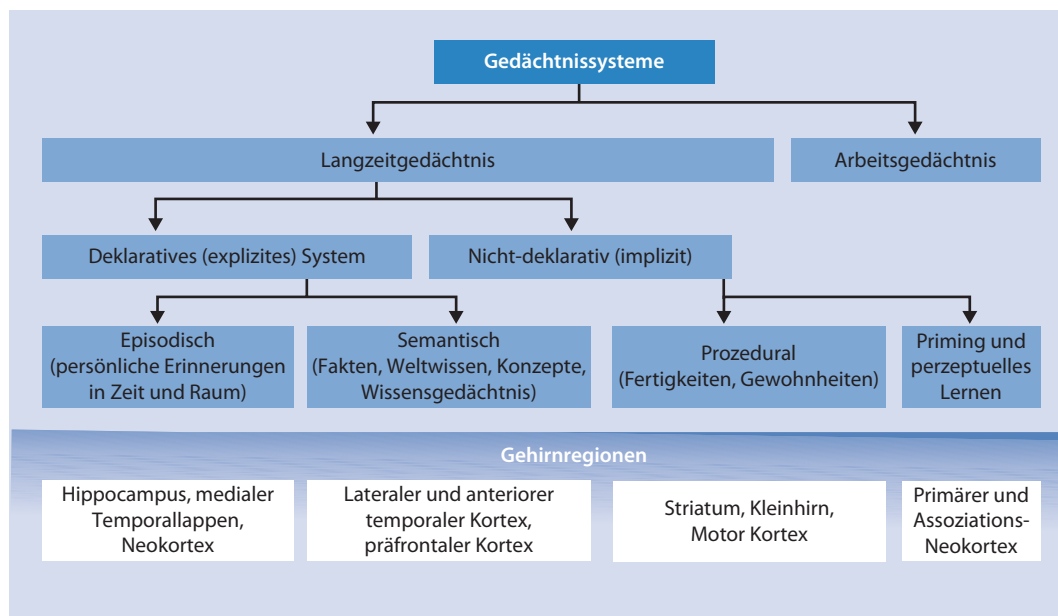 Gedächtnissysteme
Langzeitgedächtnis
Arbeitsgedächtnis
Deklaratives (explizites) System
Nicht-deklarativ (implizit)
Episodisch
(persönliche Erinnerungen
in Zeit und Raum)
Semantisch
(Fakten, Weltwissen, Konzepte,
Wissensgedächtnis)
Prozedural
(Fertigkeiten, Gewohnheiten)
Priming und
perzeptuelles
Lernen
Gehirnregionen
Hippocampus, medialer
Temporallappen,
Neokortex
Lateraler und anteriorer
temporaler Kortex,
präfrontaler Kortex
Striatum, Kleinhirn,
Motor Kortex
Primärer und
Assoziations-
Neokortex